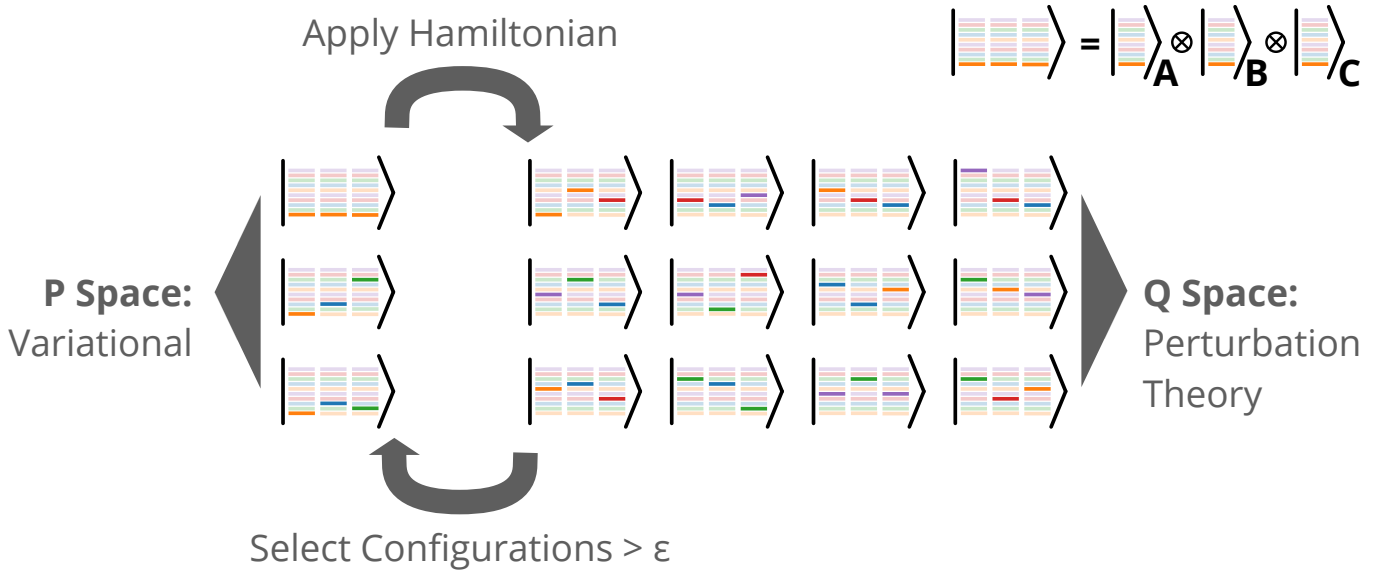 Apply Hamiltonian
= A ⊗ B ⊗ C
P Space:
Variational
Q Space:
Perturbation
Theory
Select Configurations > ε